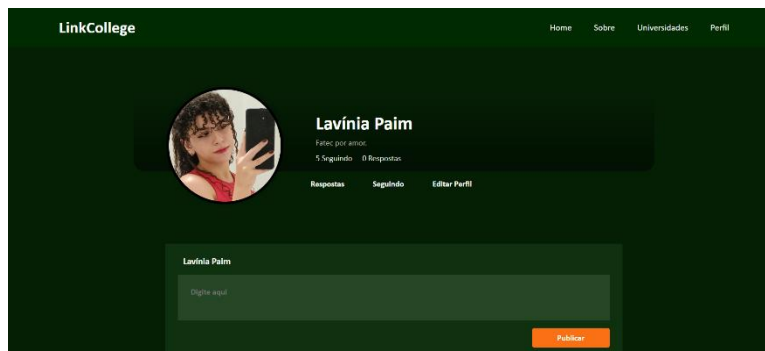 LinkCollege Home Sobre Universidades Perfil
Lavínia Paim
Fatec por amor.
5 Seguindo 0 Respostas
Respostas Seguindo Editar Perfil
Lavínia Paim
Digite aqui
Publicar